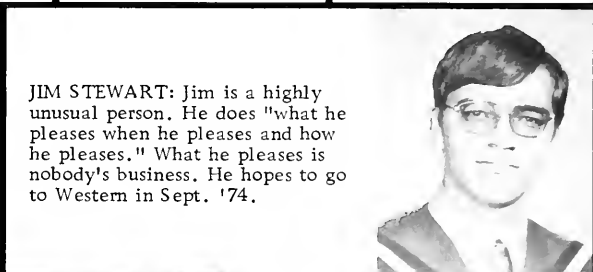 JIM STEWART: Jim is a highly
unusual person. He does "what he
pleases when he pleases and how
he pleases." What he pleases is
nobody's business. He hopes to go
to Western in Sept. '74.